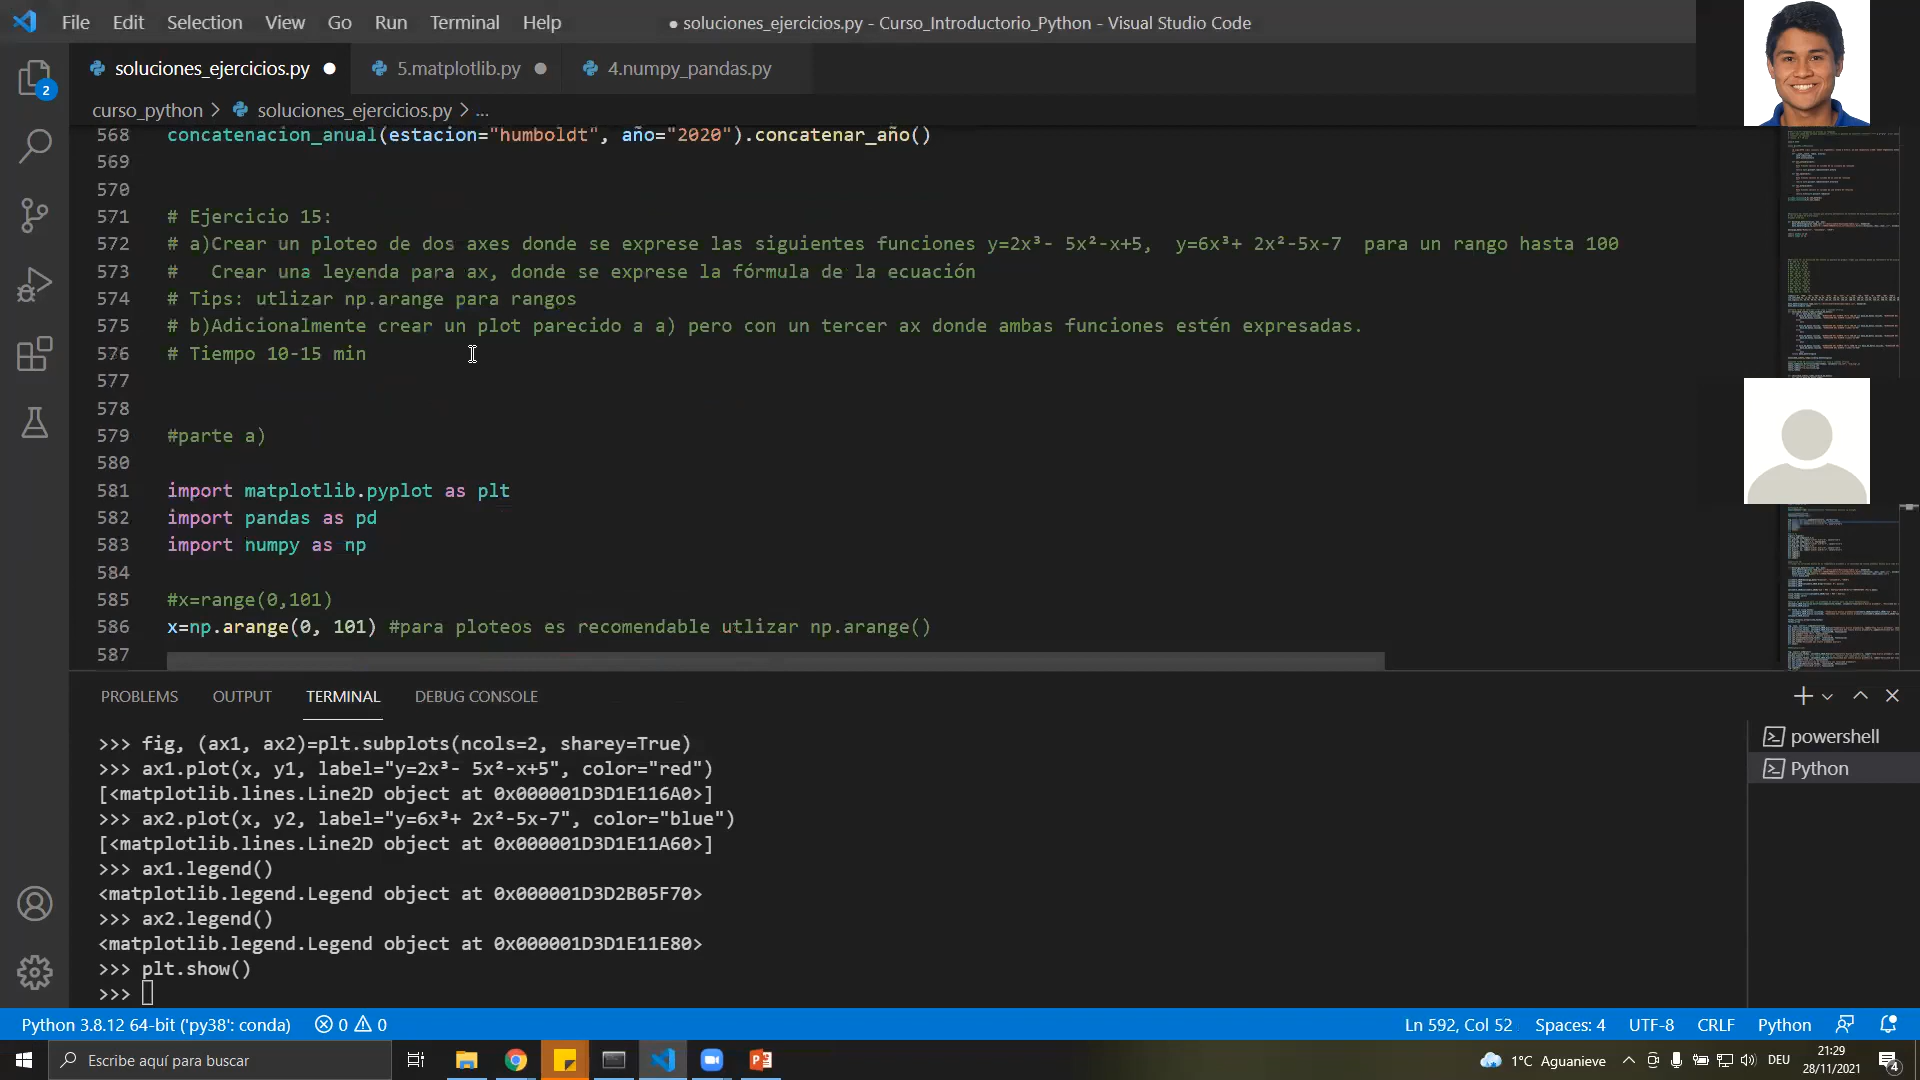 File Edit Selection View Go Run Terminal Help
● soluciones_ejercicios.py - Curso_Introductorio_Python - Visual Studio Code
soluciones_ejercicios.py ● 5.matplotlib.py ● 4.numpy_pandas.py
2
curso_python > soluciones_ejercicios.py > ...
568 concatenacion_anual(estacion="humboldt", año="2020").concatenar_año()
569
570
571 # Ejercicio 15:
572 # a)Crear un ploteo de dos axes donde se exprese las siguientes funciones y=2x³- 5x²-x+5, y=6x³+ 2x²-5x-7 para un rango hasta 100
573 # Crear una leyenda para ax, donde se exprese la fórmula de la ecuación
574 # Tips: utlizar np.arange para rangos
575 # b)Adicionalmente crear un plot parecido a a) pero con un tercer ax donde ambas funciones estén expresadas.
576 # Tiempo 10-15 min
577
578
579 #parte a)
580
581 import matplotlib.pyplot as plt
582 import pandas as pd
583 import numpy as np
584
585 #x=range(0,101)
586 x=np.arange(0, 101) #para ploteos es recomendable utlizar np.arange()
587
PROBLEMS OUTPUT TERMINAL DEBUG CONSOLE
>>> fig, (ax1, ax2)=plt.subplots(ncols=2, sharey=True)
>>> ax1.plot(x, y1, label="y=2x³- 5x²-x+5", color="red")
[<matplotlib.lines.Line2D object at 0x000001D3D1E116A0>]
>>> ax2.plot(x, y2, label="y=6x³+ 2x²-5x-7", color="blue")
[<matplotlib.lines.Line2D object at 0x000001D3D1E11A60>]
>>> ax1.legend()
<matplotlib.legend.Legend object at 0x000001D3D2B05F70>
>>> ax2.legend()
<matplotlib.legend.Legend object at 0x000001D3D1E11E80>
>>> plt.show()
>>>
powershell
Python
Python 3.8.12 64-bit ('py38': conda) 0 0
Ln 592, Col 52 Spaces: 4 UTF-8 CRLF Python
Escribe aquí para buscar
1°C Aguanieve DEU
21:29
28/11/2021
4